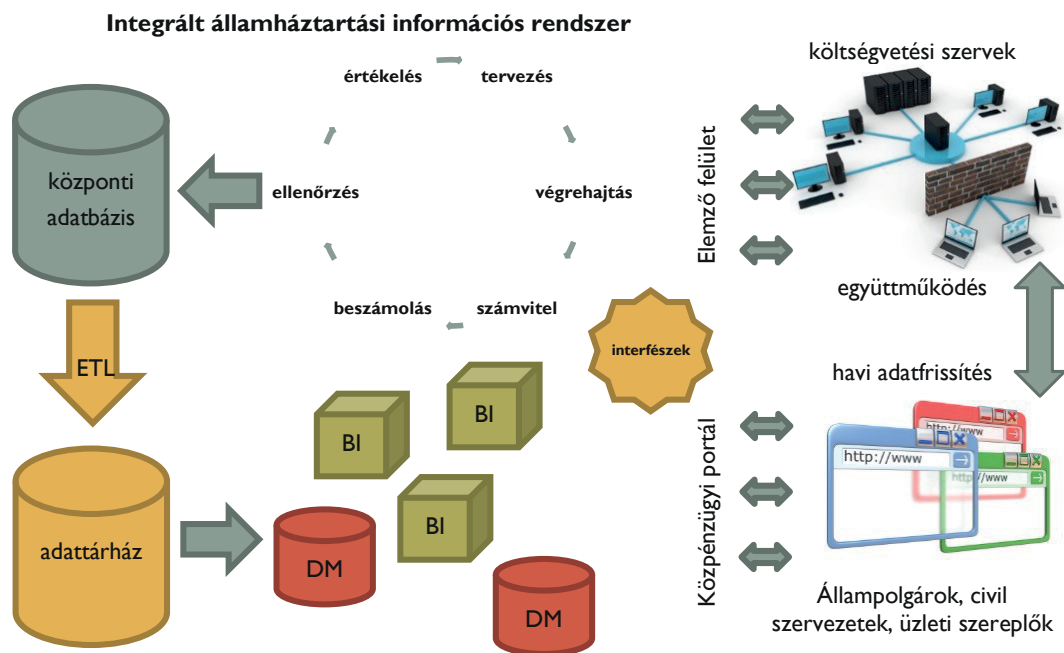 Integrált államháztartási információs rendszer
értékelés
tervezés
végrehajtás
számvitel
beszámolás
ellenőrzés
központi
adatbázis
ETL
adattárház
BI
BI
BI
DM
DM
interfészek
Elemző felület
költségvetési szervek
együttműködés
havi adatfrissítés
Közpénzügyi portál
http://www
http://www
http://www
Állampolgárok, civil
szervezetek, üzleti szereplők